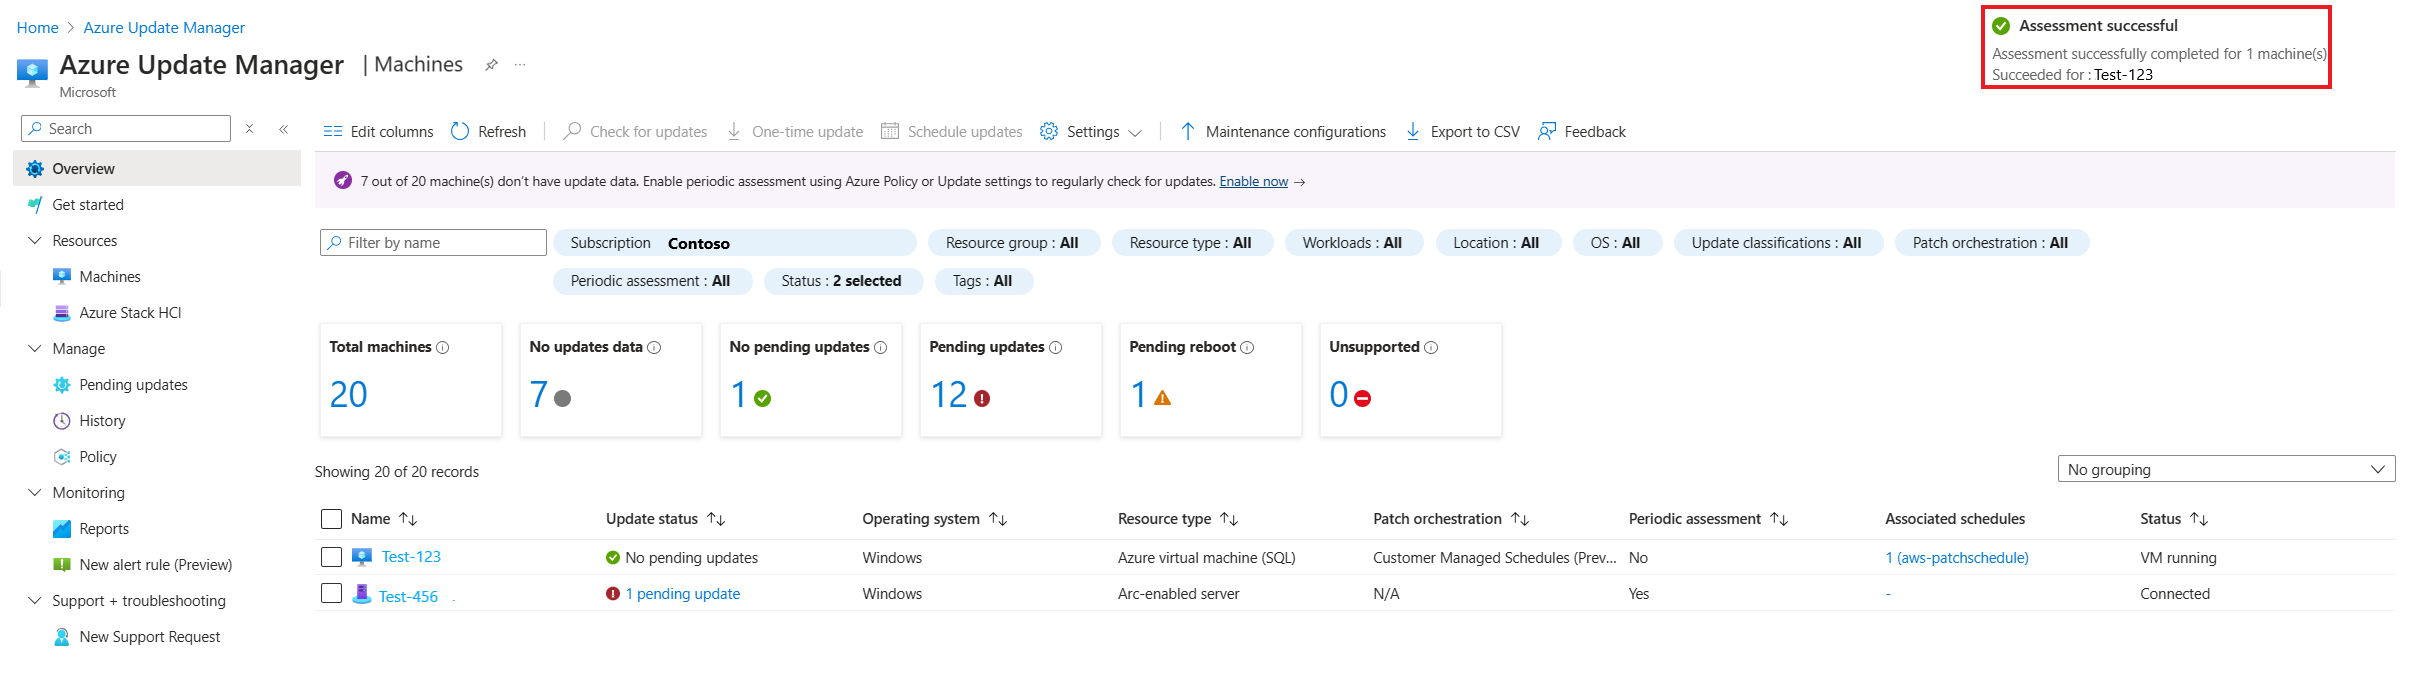 Home > Azure Update Manager
Azure Update Manager | Machines ...
Microsoft
Assessment successful
Assessment successfully completed for 1 machine(s)
Succeeded for : Test-123
Search
Overview
Get started
Resources
Machines
Azure Stack HCI
Manage
Pending updates
History
Policy
Monitoring
Reports
New alert rule (Preview)
Support + troubleshooting
New Support Request
Edit columns Refresh Check for updates One-time update Schedule updates Settings Maintenance configurations Export to CSV Feedback
7 out of 20 machine(s) don't have update data. Enable periodic assessment using Azure Policy or Update settings to regularly check for updates. Enable now →
Filter by name Subscription Contoso Resource group : All Resource type : All Workloads : All Location : All OS : All Update classifications : All Patch orchestration : All
Periodic assessment : All Status : 2 selected Tags : All
Total machines No updates data No pending updates Pending updates Pending reboot Unsupported
20 7 1 12 1 0
Showing 20 of 20 records
No grouping
Name Update status Operating system Resource type Patch orchestration Periodic assessment Associated schedules Status
Test-123 No pending updates Windows Azure virtual machine (SQL) Customer Managed Schedules (Prev... No 1 (aws-patchschedule) VM running
Test-456 . 1 pending update Windows Arc-enabled server N/A Yes - Connected